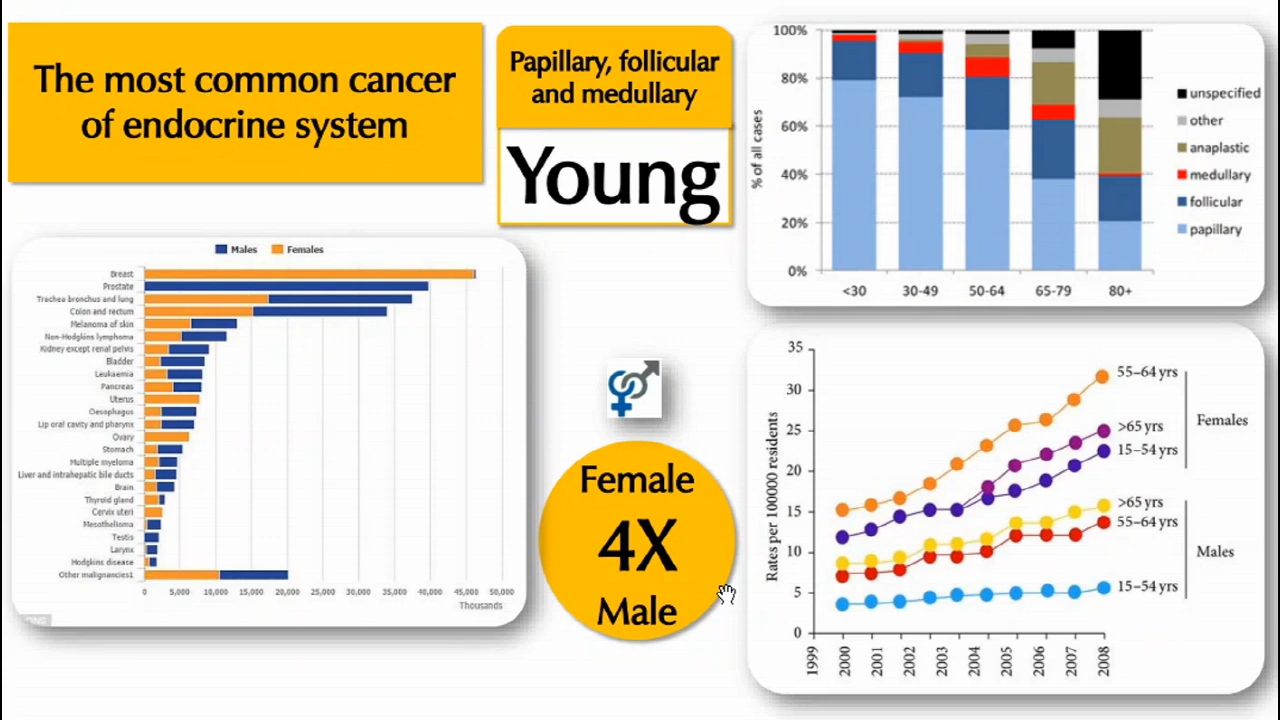 The most common cancer
of endocrine system
Papillary, follicular
and medullary
Young
100%
80%
60%
40%
20%
0%
% of all cases
<30 30-49 50-64 65-79 80+
unspecified
other
anaplastic
medullary
follicular
papillary
Males Females
Breast
Prostate
Trachea bronchus and lung
Colon and rectum
Melanoma of skin
Non-Hodgkins lymphoma
Kidney except renal pelvis
Bladder
Leukaemia
Pancreas
Uterus
Oesophagus
Lip oral cavity and pharynx
Ovary
Stomach
Multiple myeloma
Liver and intrahepatic bile ducts
Brain
Thyroid gland
Cervix uteri
Mesothelioma
Testis
Larynx
Hodgkins disease
Other malignancies1
0 5,000 10,000 15,000 20,000 25,000 30,000 35,000 40,000 45,000 50,000
Thousands
Female
4X
Male
35
30
25
20
15
10
5
0
Rates per 100000 residents
1999 2000 2001 2002 2003 2004 2005 2006 2007 2008
55–64 yrs
>65 yrs
15–54 yrs
Females
>65 yrs
55–64 yrs
15–54 yrs
Males